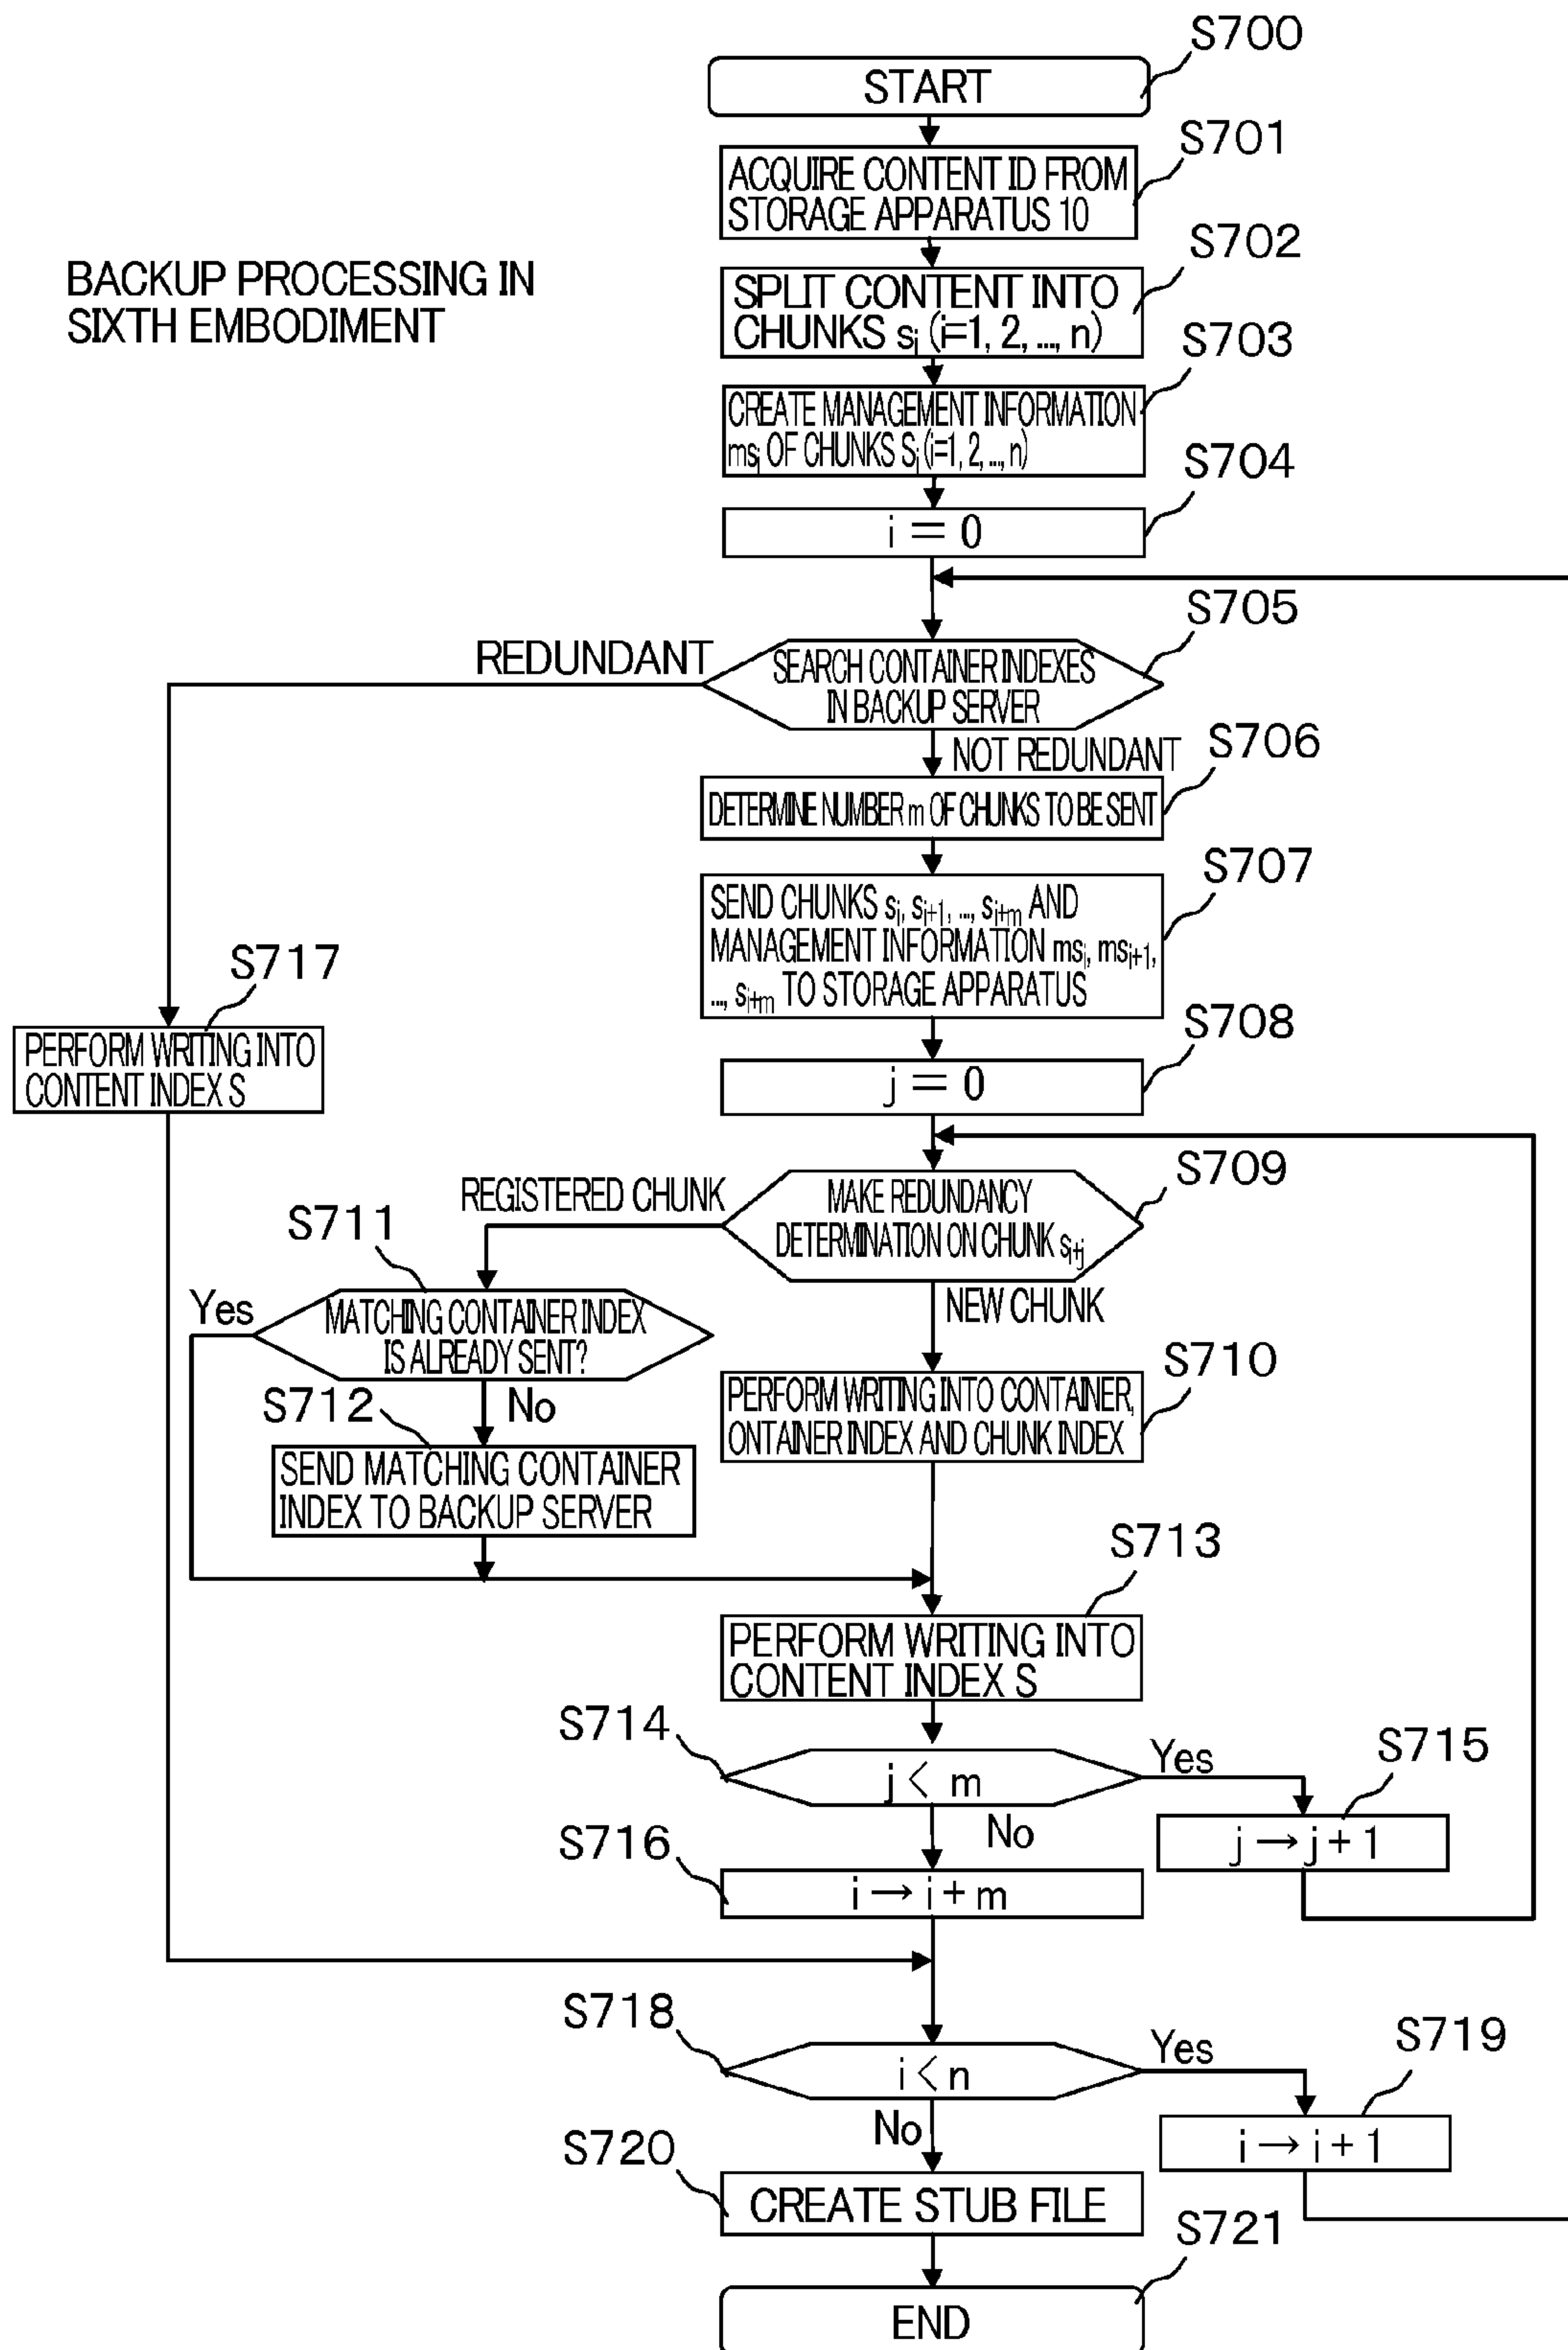 S700
START
S701
ACQUIRE CONTENT ID FROM
STORAGE APPARATUS 10
S702
BACKUP PROCESSING IN
SIXTH EMBODIMENT
SPLIT CONTENT INTO
CHUNKS si (i=1, 2, ..., n)
S703
CREATE MANAGEMENT INFORMATION
msi OF CHUNKS Si (i=1, 2, ..., n)
S704
i = 0
S705
REDUNDANT
SEARCH CONTAINER INDEXES
IN BACKUP SERVER
NOT REDUNDANT
S706
DETERMINE NUMBER m OF CHUNKS TO BE SENT
S707
SEND CHUNKS si, si+1, ..., si+m AND
MANAGEMENT INFORMATION msi, msi+1,
..., si+m TO STORAGE APPARATUS
S717
PERFORM WRITING INTO
CONTENT INDEX S
S708
j = 0
S709
REGISTERED CHUNK
MAKE REDUNDANCY
DETERMINATION ON CHUNK si+j
S711
Yes
MATCHING CONTAINER INDEX
IS ALREADY SENT?
NEW CHUNK
S710
S712
No
PERFORM WRITING INTO CONTAINER,
ONTAINER INDEX AND CHUNK INDEX
SEND MATCHING CONTAINER
INDEX TO BACKUP SERVER
S713
PERFORM WRITING INTO
CONTENT INDEX S
S714
j < m
Yes
S715
No
j → j + 1
S716
i → i + m
S718
i < n
Yes
S719
No
i → i + 1
S720
CREATE STUB FILE
S721
END